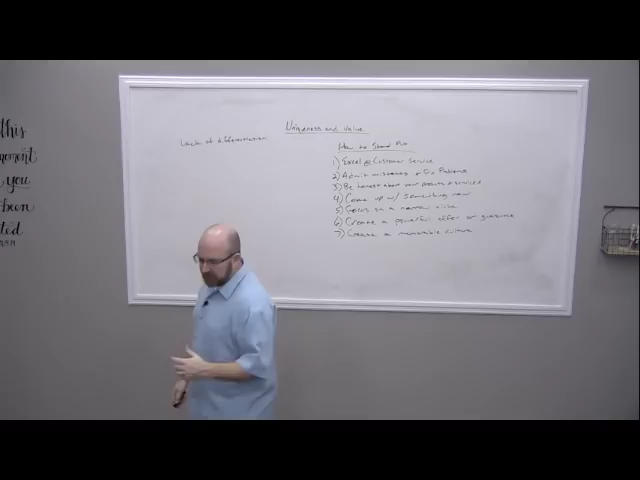 this
moment
you
been
ted
Uniqueness and Value
Lack of differentiation
How to Stand Out
1) Excel @ Customer Service
2) Admit mistakes + Fix Problems
3) Be honest about your products + services
4) Come up w/ something new
5) Focus on a narrow niche
6) Create a powerful offer or guarantee
7) Create a memorable culture